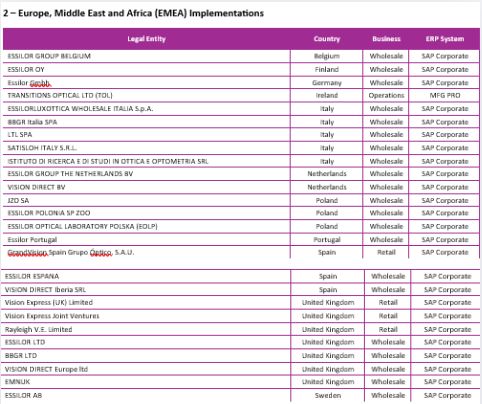 2 – Europe, Middle East and Africa (EMEA) Implementations
Legal Entity Country Business ERP System
ESSILOR GROUP BELGIUM Belgium Wholesale SAP Corporate
ESSILOR OY Finland Wholesale SAP Corporate
Essilor Gmbh. Germany Wholesale SAP Corporate
TRANSITIONS OPTICAL LTD (TOL) Ireland Operations MFG PRO
ESSILORLUXOTTICA WHOLESALE ITALIA S.p.A. Italy Wholesale SAP Corporate
BBGR Italia SPA Italy Wholesale SAP Corporate
LTL SPA Italy Wholesale SAP Corporate
SATISLOH ITALY S.R.L. Italy Wholesale SAP Corporate
ISTITUTO DI RICERCA E DI STUDI IN OTTICA E OPTOMETRIA SRL Italy Wholesale SAP Corporate
ESSILOR GROUP THE NETHERLANDS BV Netherlands Wholesale SAP Corporate
VISION DIRECT BV Netherlands Wholesale SAP Corporate
JZO SA Poland Wholesale SAP Corporate
ESSILOR POLONIA SP ZOO Poland Wholesale SAP Corporate
ESSILOR OPTICAL LABORATORY POLSKA (EOLP) Poland Wholesale SAP Corporate
Essilor Portugal Portugal Wholesale SAP Corporate
GrandVision Spain Grupo Óptico, S.A.U. Spain Retail SAP Corporate
ESSILOR ESPANA Spain Wholesale SAP Corporate
VISION DIRECT Iberia SRL Spain Wholesale SAP Corporate
Vision Express (UK) Limited United Kingdom Retail SAP Corporate
Vision Express Joint Ventures United Kingdom Retail SAP Corporate
Rayleigh V.E. Limited United Kingdom Retail SAP Corporate
ESSILOR LTD United Kingdom Wholesale SAP Corporate
BBGR LTD United Kingdom Wholesale SAP Corporate
VISION DIRECT Europe ltd United Kingdom Wholesale SAP Corporate
EMNUK United Kingdom Wholesale SAP Corporate
ESSILOR AB Sweden Wholesale SAP Corporate